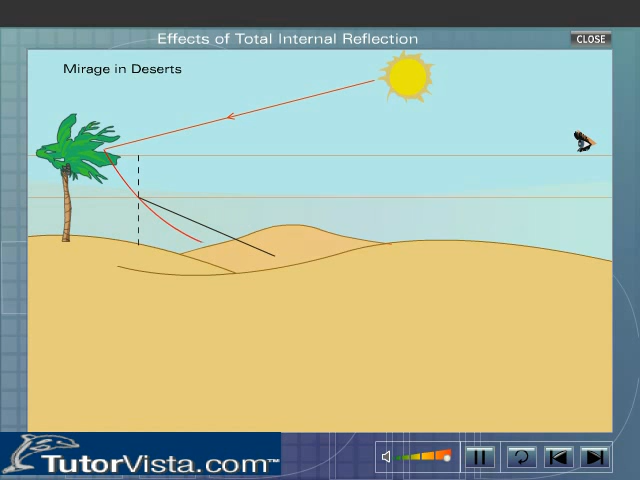 Effects of Total Internal Reflection
CLOSE
Mirage in Deserts
TutorVista.com™